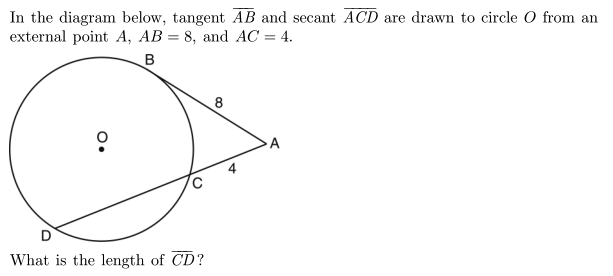 In the diagram below, tangent AB and secant ACD are drawn to circle O from an
external point A, AB = 8, and AC = 4.
B
8
O
A
4
C
D
What is the length of CD?